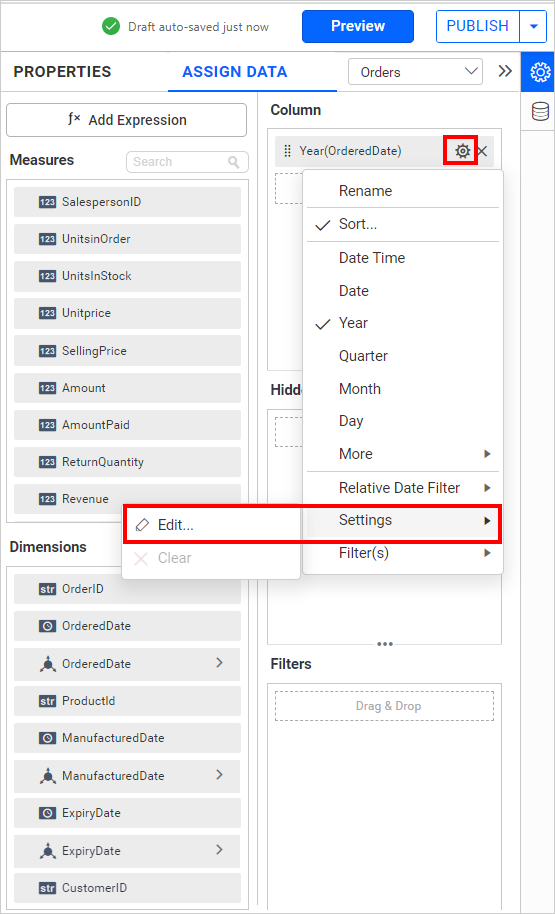 Draft auto-saved just now
Preview
PUBLISH
PROPERTIES
ASSIGN DATA
Orders
fx Add Expression
Measures
Search
123 SalespersonID
123 UnitsinOrder
123 UnitsInStock
123 Unitprice
123 SellingPrice
123 Amount
123 AmountPaid
123 ReturnQuantity
123 Revenue
Dimensions
str OrderID
OrderedDate
OrderedDate
str ProductId
ManufacturedDate
ManufacturedDate
ExpiryDate
ExpiryDate
str CustomerID
Column
Year(OrderedDate)
Rename
Sort...
Date Time
Date
Year
Quarter
Month
Day
More
Relative Date Filter
Settings
Filter(s)
Edit...
Clear
Hidde
Filters
Drag & Drop